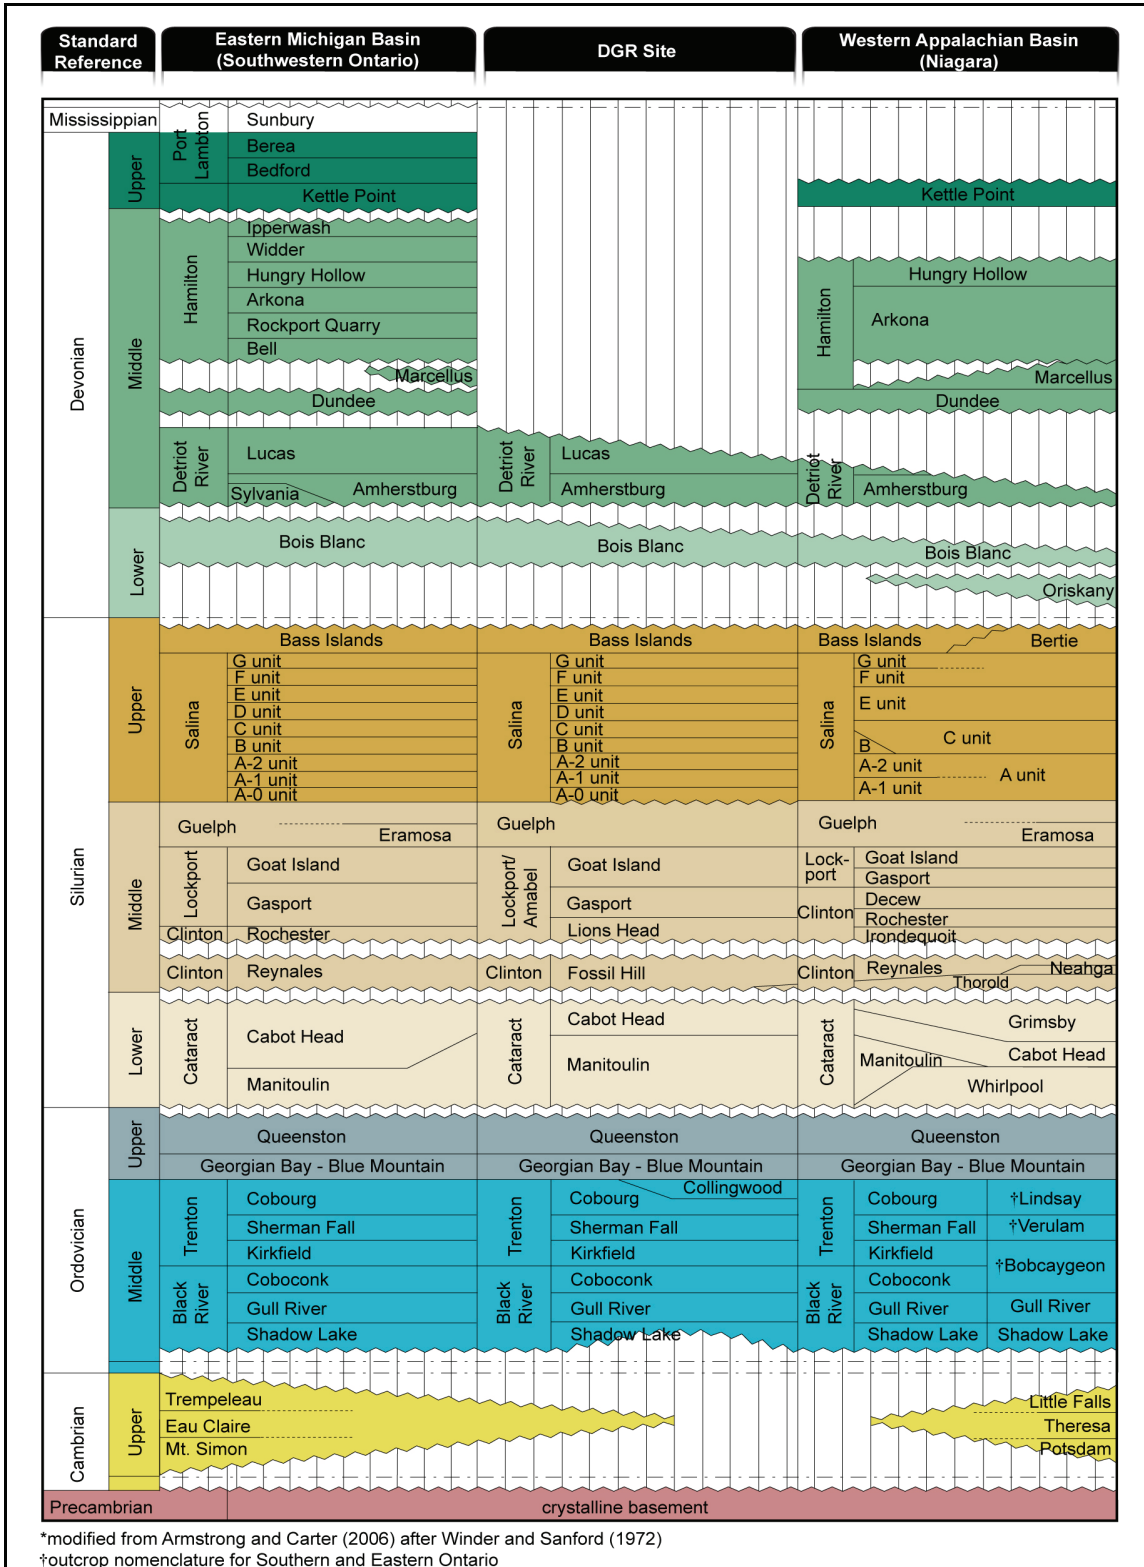 Standard
Reference
Eastern Michigan Basin
(Southwestern Ontario)
DGR Site
Western Appalachian Basin
(Niagara)
Mississippian
Devonian
Upper
Middle
Lower
Port
Lambton
Sunbury
Berea
Bedford
Kettle Point
Kettle Point
Hamilton
Ipperwash
Widder
Hungry Hollow
Arkona
Rockport Quarry
Bell
Marcellus
Dundee
Hamilton
Hungry Hollow
Arkona
Marcellus
Dundee
Detriot
River
Lucas
Sylvania
Amherstburg
Detriot
River
Lucas
Amherstburg
Detriot
River
Amherstburg
Bois Blanc
Bois Blanc
Bois Blanc
Oriskany
Silurian
Upper
Middle
Lower
Bass Islands
Bass Islands
Bass Islands
Bertie
Salina
G unit
F unit
E unit
D unit
C unit
B unit
A-2 unit
A-1 unit
A-0 unit
Salina
G unit
F unit
E unit
D unit
C unit
B unit
A-2 unit
A-1 unit
A-0 unit
Salina
G unit
F unit
E unit
C unit
B
A-2 unit
A unit
A-1 unit
Guelph
Eramosa
Guelph
Guelph
Eramosa
Lockport
Goat Island
Gasport
Clinton
Rochester
Lockport/
Amabel
Goat Island
Gasport
Lions Head
Lock-
port
Goat Island
Gasport
Clinton
Decew
Rochester
Irondequoit
Clinton
Reynales
Clinton
Fossil Hill
Clinton
Reynales
Neahga
Thorold
Cataract
Cabot Head
Manitoulin
Cataract
Cabot Head
Manitoulin
Cataract
Grimsby
Cabot Head
Manitoulin
Whirlpool
Ordovician
Upper
Middle
Queenston
Queenston
Queenston
Georgian Bay - Blue Mountain
Georgian Bay - Blue Mountain
Georgian Bay - Blue Mountain
Trenton
Cobourg
Sherman Fall
Kirkfield
Black
River
Coboconk
Gull River
Shadow Lake
Trenton
Collingwood
Cobourg
Sherman Fall
Kirkfield
Black
River
Coboconk
Gull River
Shadow Lake
Trenton
Cobourg
†Lindsay
Sherman Fall
†Verulam
Kirkfield
†Bobcaygeon
Black
River
Coboconk
Gull River
Gull River
Shadow Lake
Shadow Lake
Cambrian
Upper
Trempeleau
Eau Claire
Mt. Simon
Little Falls
Theresa
Potsdam
Precambrian
crystalline basement
*modified from Armstrong and Carter (2006) after Winder and Sanford (1972)
†outcrop nomenclature for Southern and Eastern Ontario